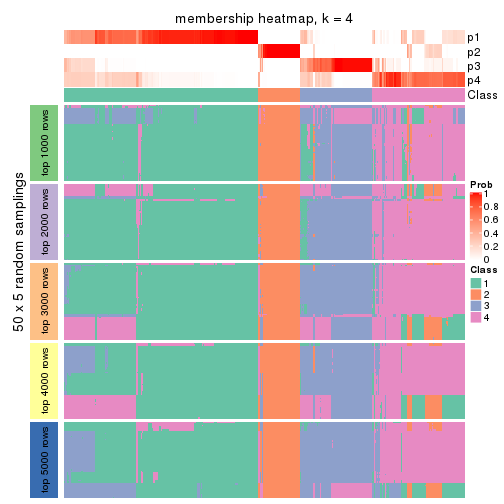 membership heatmap, k = 4
p1
p2
p3
p4
Class
50 x 5 random samplings
top 1000 rows
top 2000 rows
top 3000 rows
top 4000 rows
top 5000 rows
Prob
1
0.8
0.6
0.4
0.2
0
Class
1
2
3
4